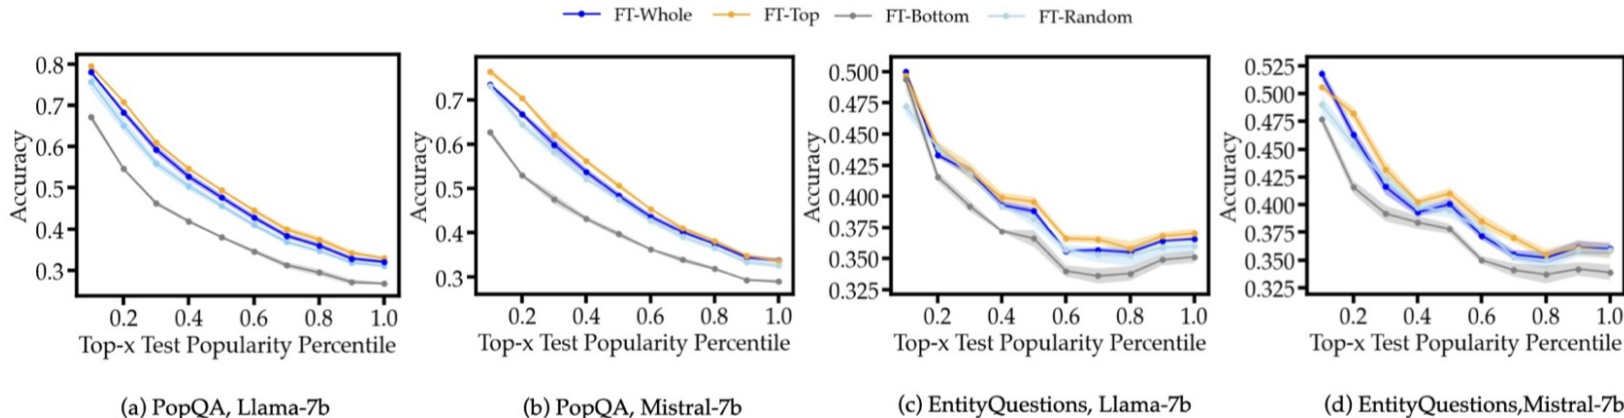 FT-Whole FT-Top FT-Bottom FT-Random
Accuracy
0.8
0.7
0.6
0.5
0.4
0.3
0.2 0.4 0.6 0.8 1.0
Top-x Test Popularity Percentile
(a) PopQA, Llama-7b
Accuracy
0.7
0.6
0.5
0.4
0.3
0.2 0.4 0.6 0.8 1.0
Top-x Test Popularity Percentile
(b) PopQA, Mistral-7b
Accuracy
0.500
0.475
0.450
0.425
0.400
0.375
0.350
0.325
0.2 0.4 0.6 0.8 1.0
Top-x Test Popularity Percentile
(c) EntityQuestions, Llama-7b
Accuracy
0.525
0.500
0.475
0.450
0.425
0.400
0.375
0.350
0.325
0.2 0.4 0.6 0.8 1.0
Top-x Test Popularity Percentile
(d) EntityQuestions,Mistral-7b